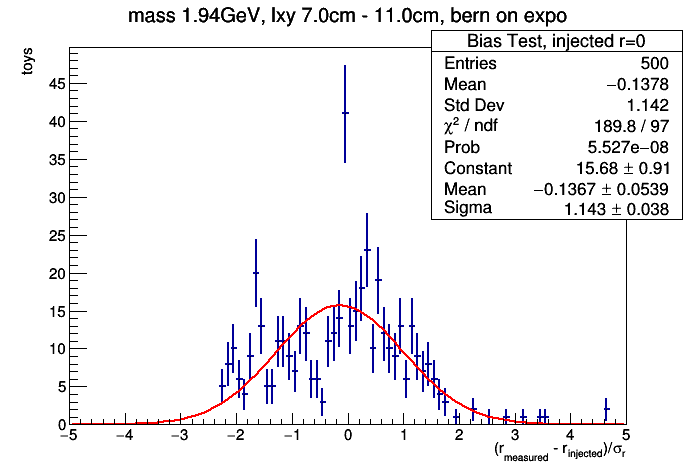 mass 1.94GeV, lxy 7.0cm - 11.0cm, bern on expo
toys
Bias Test, injected r=0
Entries 500
Mean −0.1378
Std Dev 1.142
χ² / ndf 189.8 / 97
Prob 5.527e−08
Constant 15.68 ± 0.91
Mean −0.1367 ± 0.0539
Sigma 1.143 ± 0.038
45
40
35
30
25
20
15
10
5
0
−5 −4 −3 −2 −1 0 1 2 3 4 5
(r_measured - r_injected)/σ_r